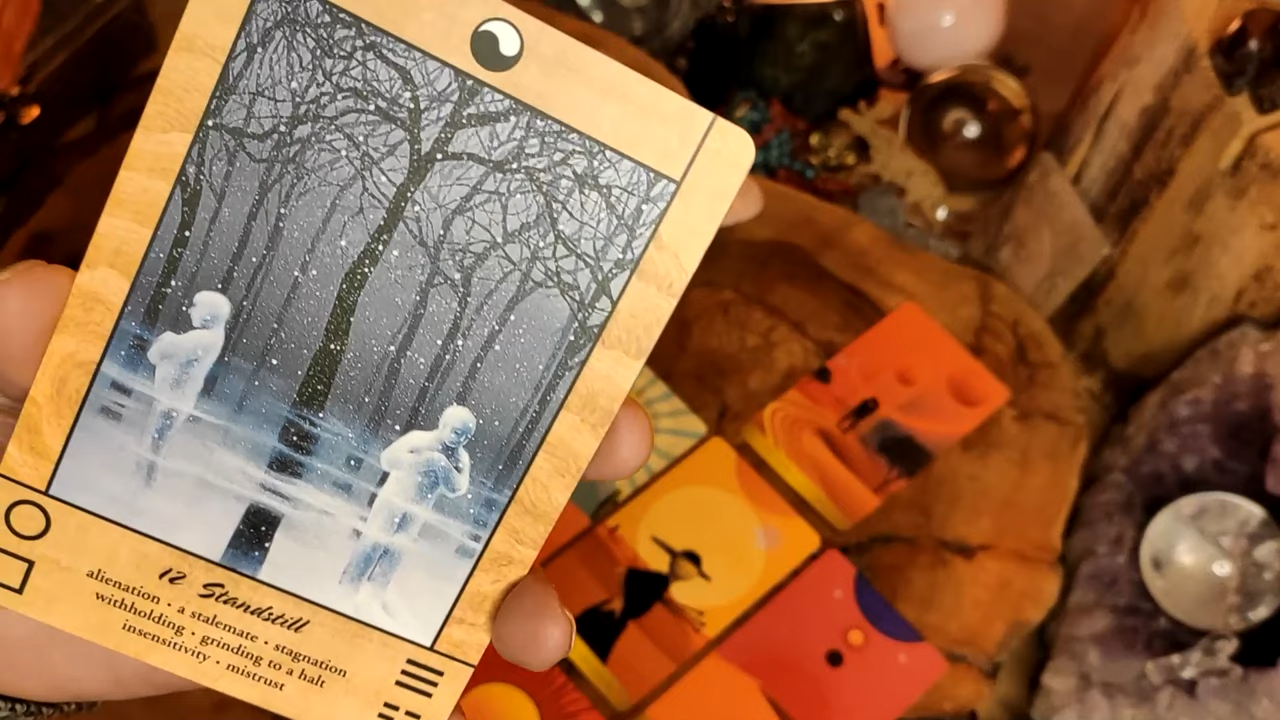 12 Standstill
alienation · a stalemate · stagnation
withholding · grinding to a halt
insensitivity · mistrust